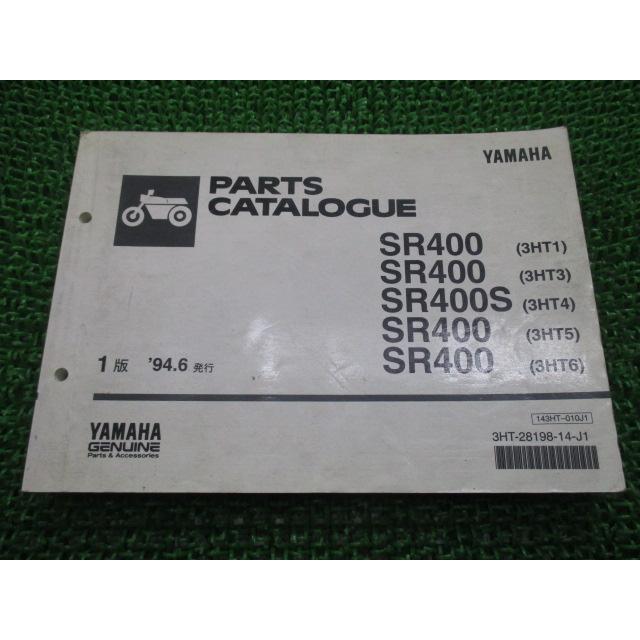 YAMAHA
PARTS
CATALOGUE
SR400 (3HT1)
SR400 (3HT3)
SR400S (3HT4)
SR400 (3HT5)
SR400 (3HT6)
1版 '94.6 発行
143HT-010J1
YAMAHA
GENUINE
Parts & Accessories
3HT-28198-14-J1